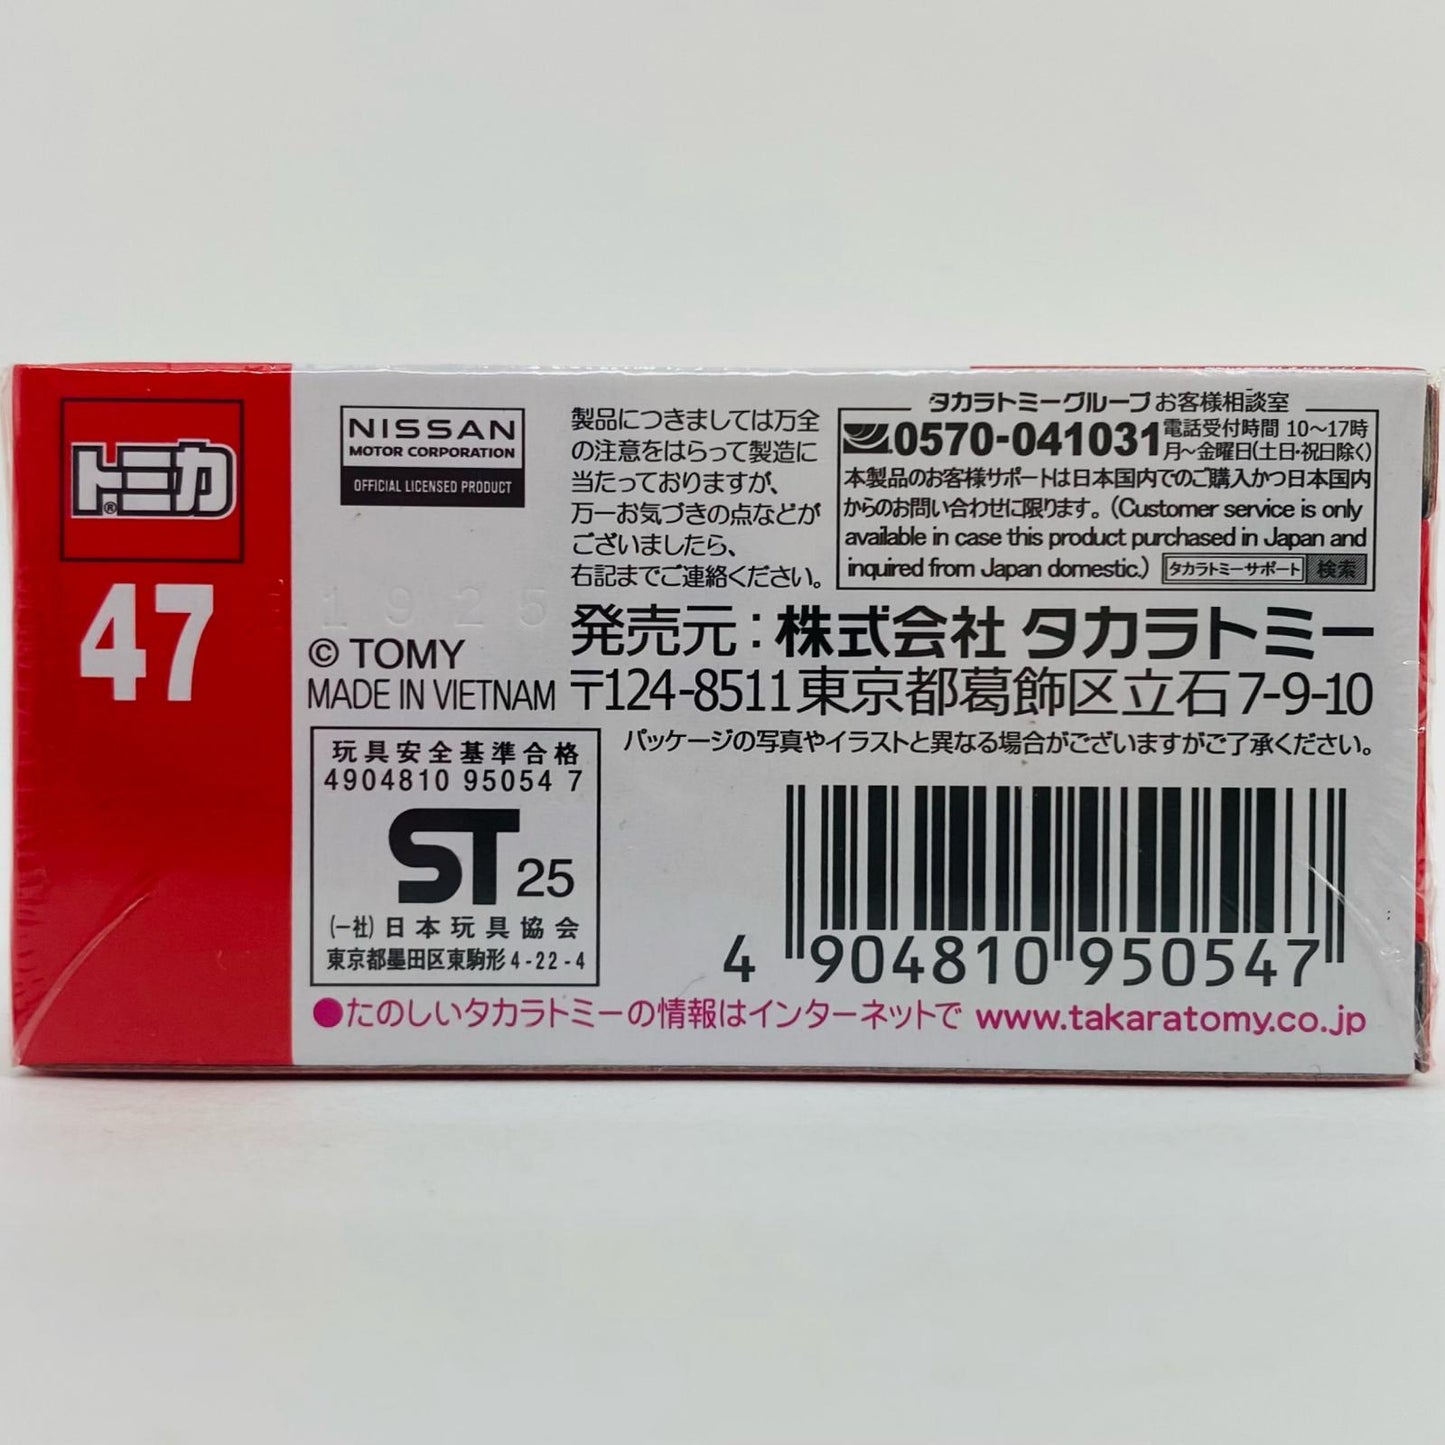 トミカ®
47
NISSAN
MOTOR CORPORATION
OFFICIAL LICENSED PRODUCT
1925
© TOMY
MADE IN VIETNAM
製品につきましては万全
の注意をはらって製造に
当たっておりますが、
万一お気づきの点などが
ございましたら、
右記までご連絡ください。
タカラトミーグループ お客様相談室
0570-041031 電話受付時間 10〜17時
月〜金曜日(土日・祝日除く)
本製品のお客様サポートは日本国内でのご購入かつ日本国内
からのお問い合わせに限ります。(Customer service is only
available in case this product purchased in Japan and
inquired from Japan domestic.) タカラトミーサポート 検索
発売元:株式会社 タカラトミー
〒124-8511 東京都葛飾区立石 7-9-10
パッケージの写真やイラストと異なる場合がございますがご了承ください。
玩具安全基準合格
4904810 95054 7
ST 25
(一社) 日本玩具協会
東京都墨田区東駒形 4-22-4
4 904810 950547
●たのしいタカラトミーの情報はインターネットで www.takaratomy.co.jp